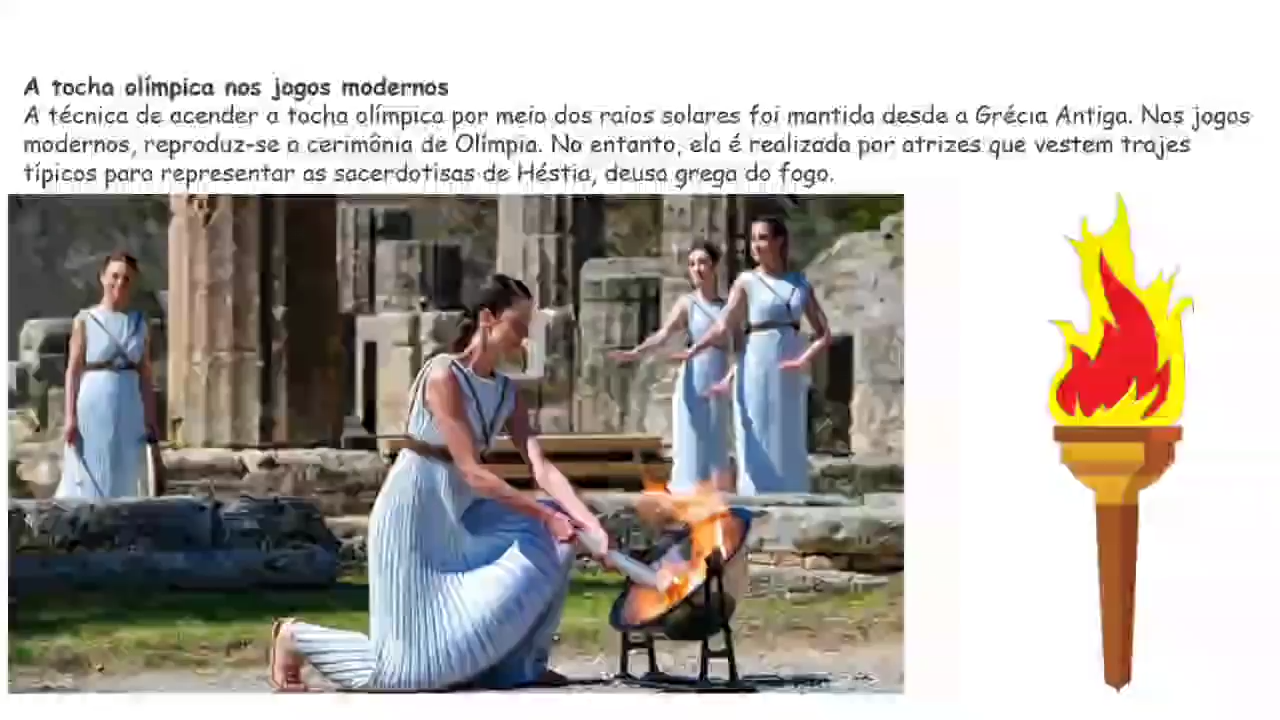 A tocha olímpica nos jogos modernos
A técnica de acender a tocha olímpica por meio dos raios solares foi mantida desde a Grécia Antiga. Nos jogos
modernos, reproduz-se a cerimônia de Olímpia. No entanto, ela é realizada por atrizes que vestem trajes
típicos para representar as sacerdotisas de Héstia, deusa grega do fogo.